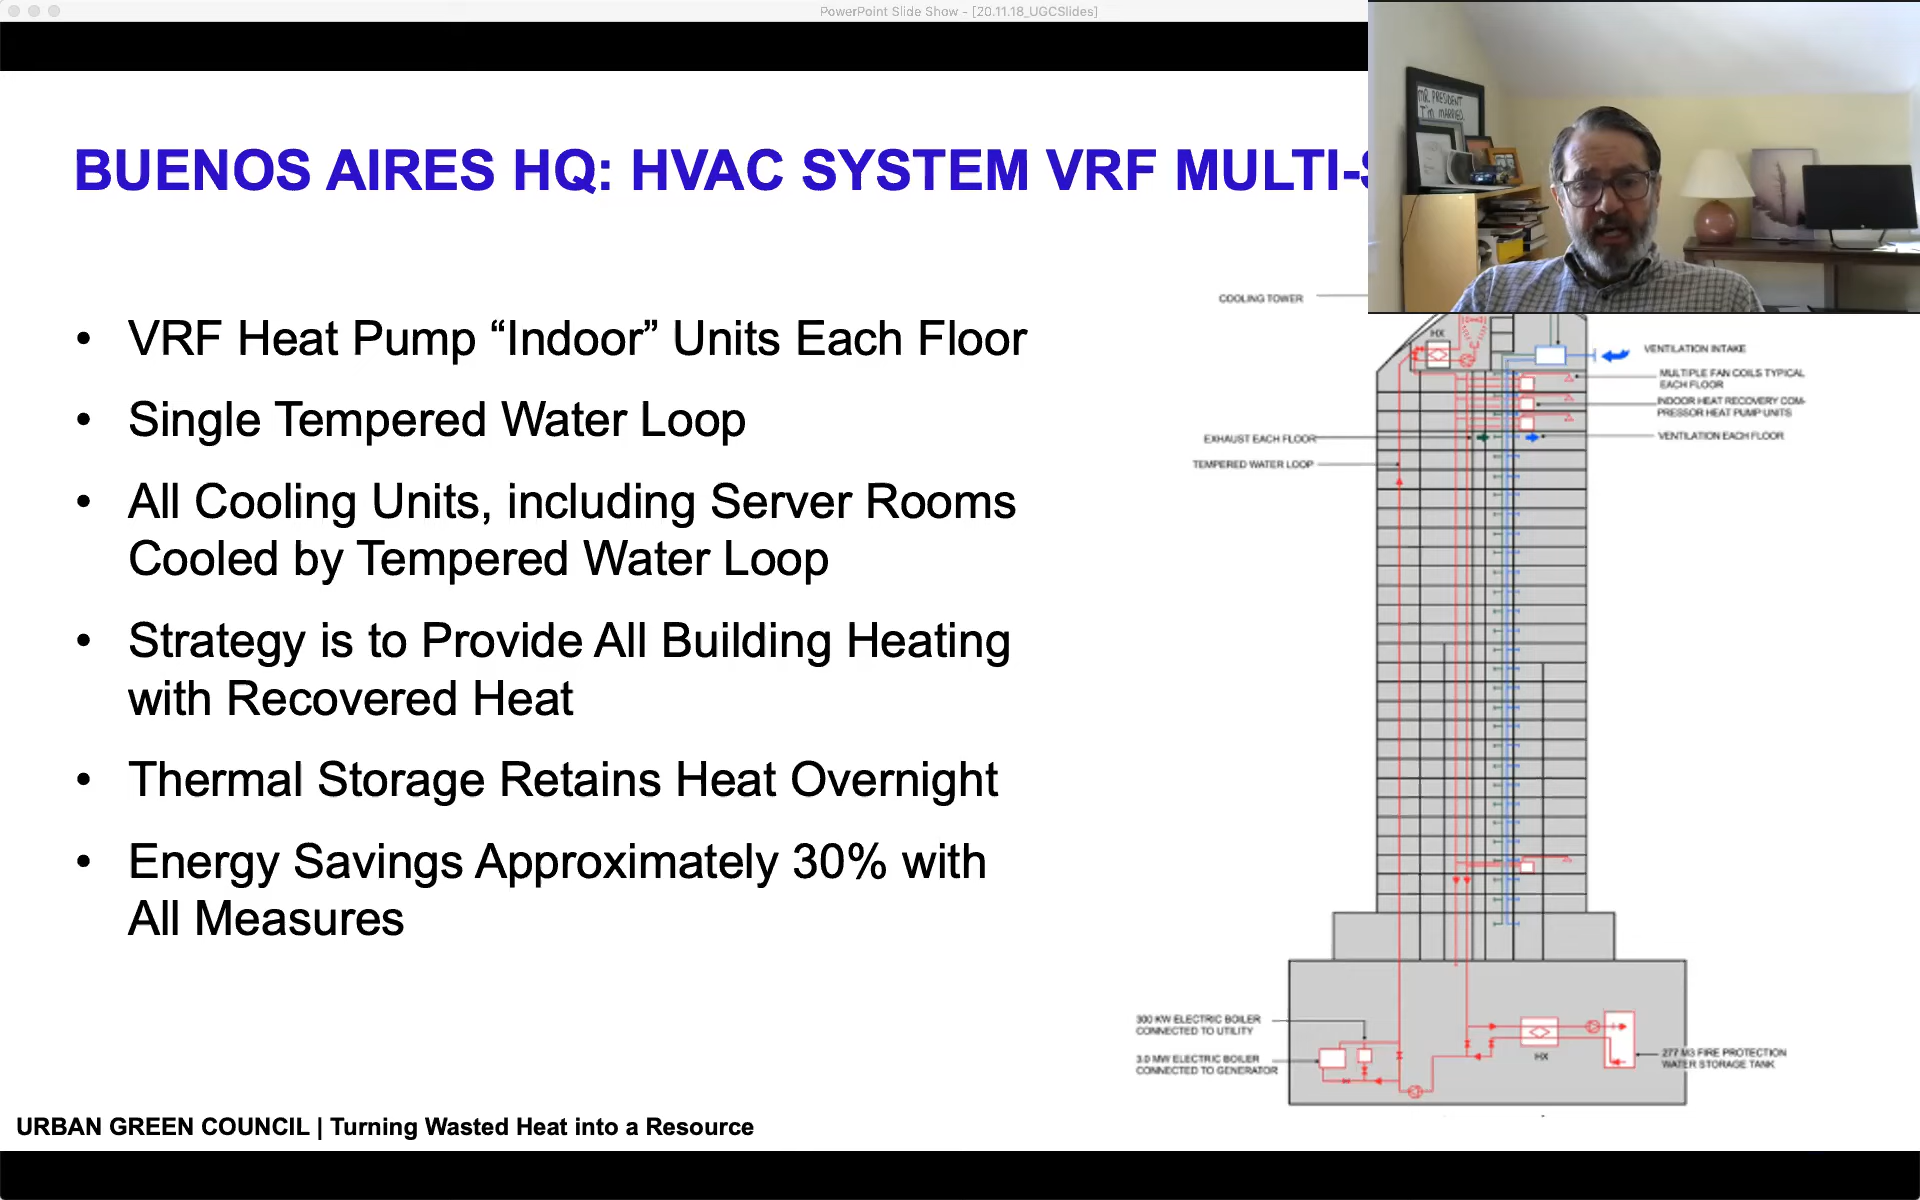 PowerPoint Slide Show - [20.11.18_UGCSlides]
MR. PRESIDENT
I'M MARRIED.
BUENOS AIRES HQ: HVAC SYSTEM VRF MULTI-S
• VRF Heat Pump “Indoor” Units Each Floor
• Single Tempered Water Loop
• All Cooling Units, including Server Rooms
Cooled by Tempered Water Loop
• Strategy is to Provide All Building Heating
with Recovered Heat
• Thermal Storage Retains Heat Overnight
• Energy Savings Approximately 30% with
All Measures
COOLING TOWER
HX
VENTILATION INTAKE
MULTIPLE FAN COILS TYPICAL
EACH FLOOR
INDOOR HEAT RECOVERY COM-
PRESSOR HEAT PUMP UNITS
VENTILATION EACH FLOOR
EXHAUST EACH FLOOR
TEMPERED WATER LOOP
300 KW ELECTRIC BOILER
CONNECTED TO UTILITY
3.0 MW ELECTRIC BOILER
CONNECTED TO GENERATOR
HX
277 M3 FIRE PROTECTION
WATER STORAGE TANK
URBAN GREEN COUNCIL | Turning Wasted Heat into a Resource